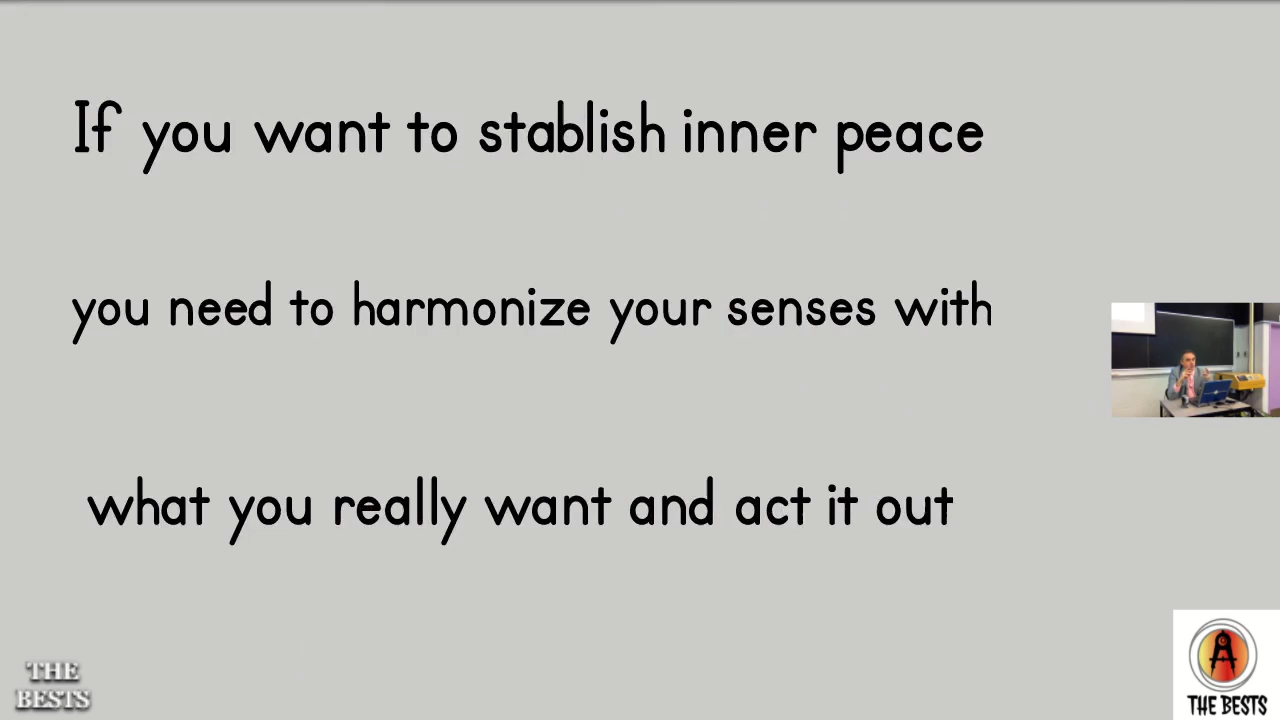 If you want to stablish inner peace
you need to harmonize your senses with
what you really want and act it out
THE
BESTS
THE BESTS